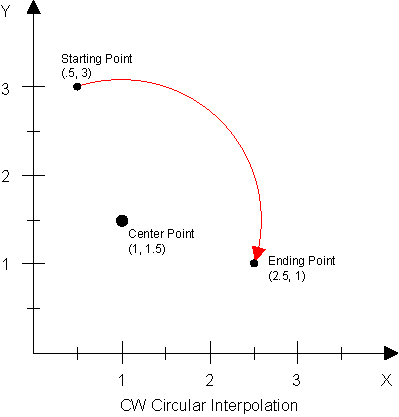 Y
Starting Point
(.5, 3)
3
2
Center Point
(1, 1.5)
Ending Point
(2.5, 1)
1
1 2 3 X
CW Circular Interpolation